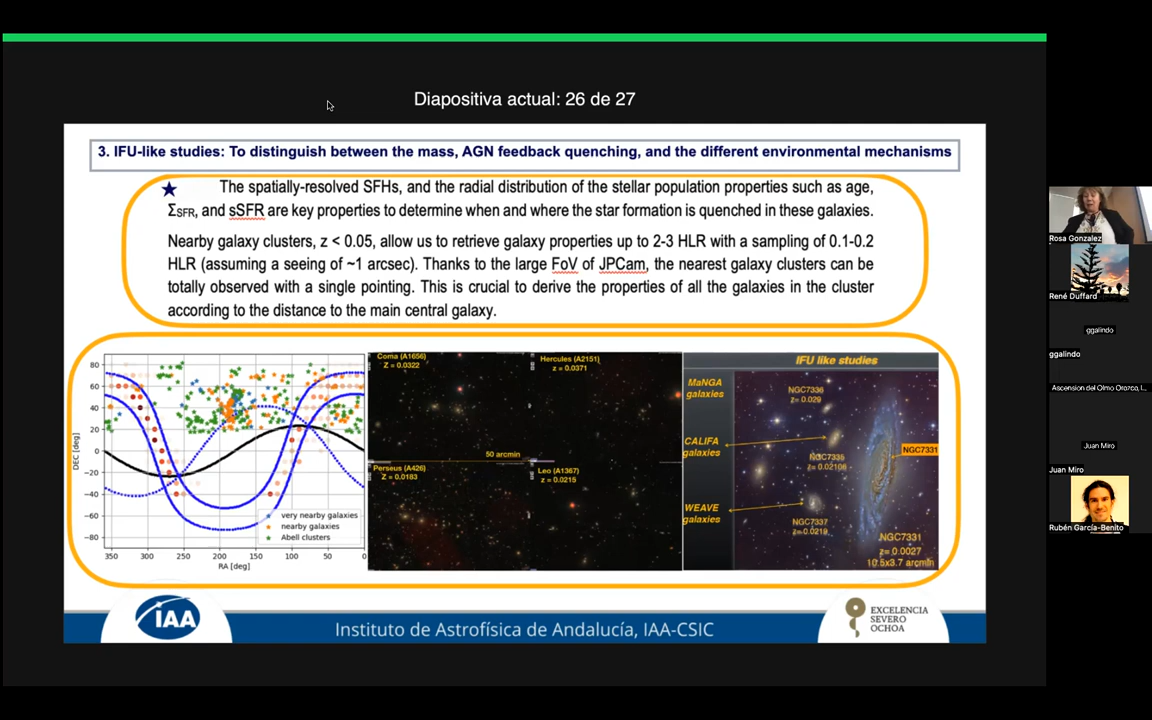 Diapositiva actual: 26 de 27
3. IFU-like studies: To distinguish between the mass, AGN feedback quenching, and the different environmental mechanisms
The spatially-resolved SFHs, and the radial distribution of the stellar population properties such as age,
ΣSFR, and sSFR are key properties to determine when and where the star formation is quenched in these galaxies.
Nearby galaxy clusters, z < 0.05, allow us to retrieve galaxy properties up to 2-3 HLR with a sampling of 0.1-0.2
HLR (assuming a seeing of ~1 arcsec). Thanks to the large FoV of JPCam, the nearest galaxy clusters can be
totally observed with a single pointing. This is crucial to derive the properties of all the galaxies in the cluster
according to the distance to the main central galaxy.
DEC [deg]
80
60
40
20
0
−20
−40
−60
−80
very nearby galaxies
nearby galaxies
Abell clusters
350 300 250 200 150 100 50 0
RA [deg]
Coma (A1656)
Z = 0.0322
Hercules (A2151)
z = 0.0371
50 arcmin
Perseus (A426)
Z = 0.0183
Leo (A1367)
z = 0.0215
IFU like studies
MaNGA
galaxies
CALIFA
galaxies
WEAVE
galaxies
NGC7336
z= 0.029
NGC7335
NGC7331
NGC7337
z=0.0219
NGC7331
z= 0.0027
10.5x3.7 arcmin
IAA
Instituto de Astrofísica de Andalucía, IAA-CSIC
EXCELENCIA
SEVERO
OCHOA
Rosa Gonzalez
René Duffard
ggalindo
ggalindo
Ascension del Olmo Orozco, I...
Juan Miro
Juan Miro
Rubén García-Benito